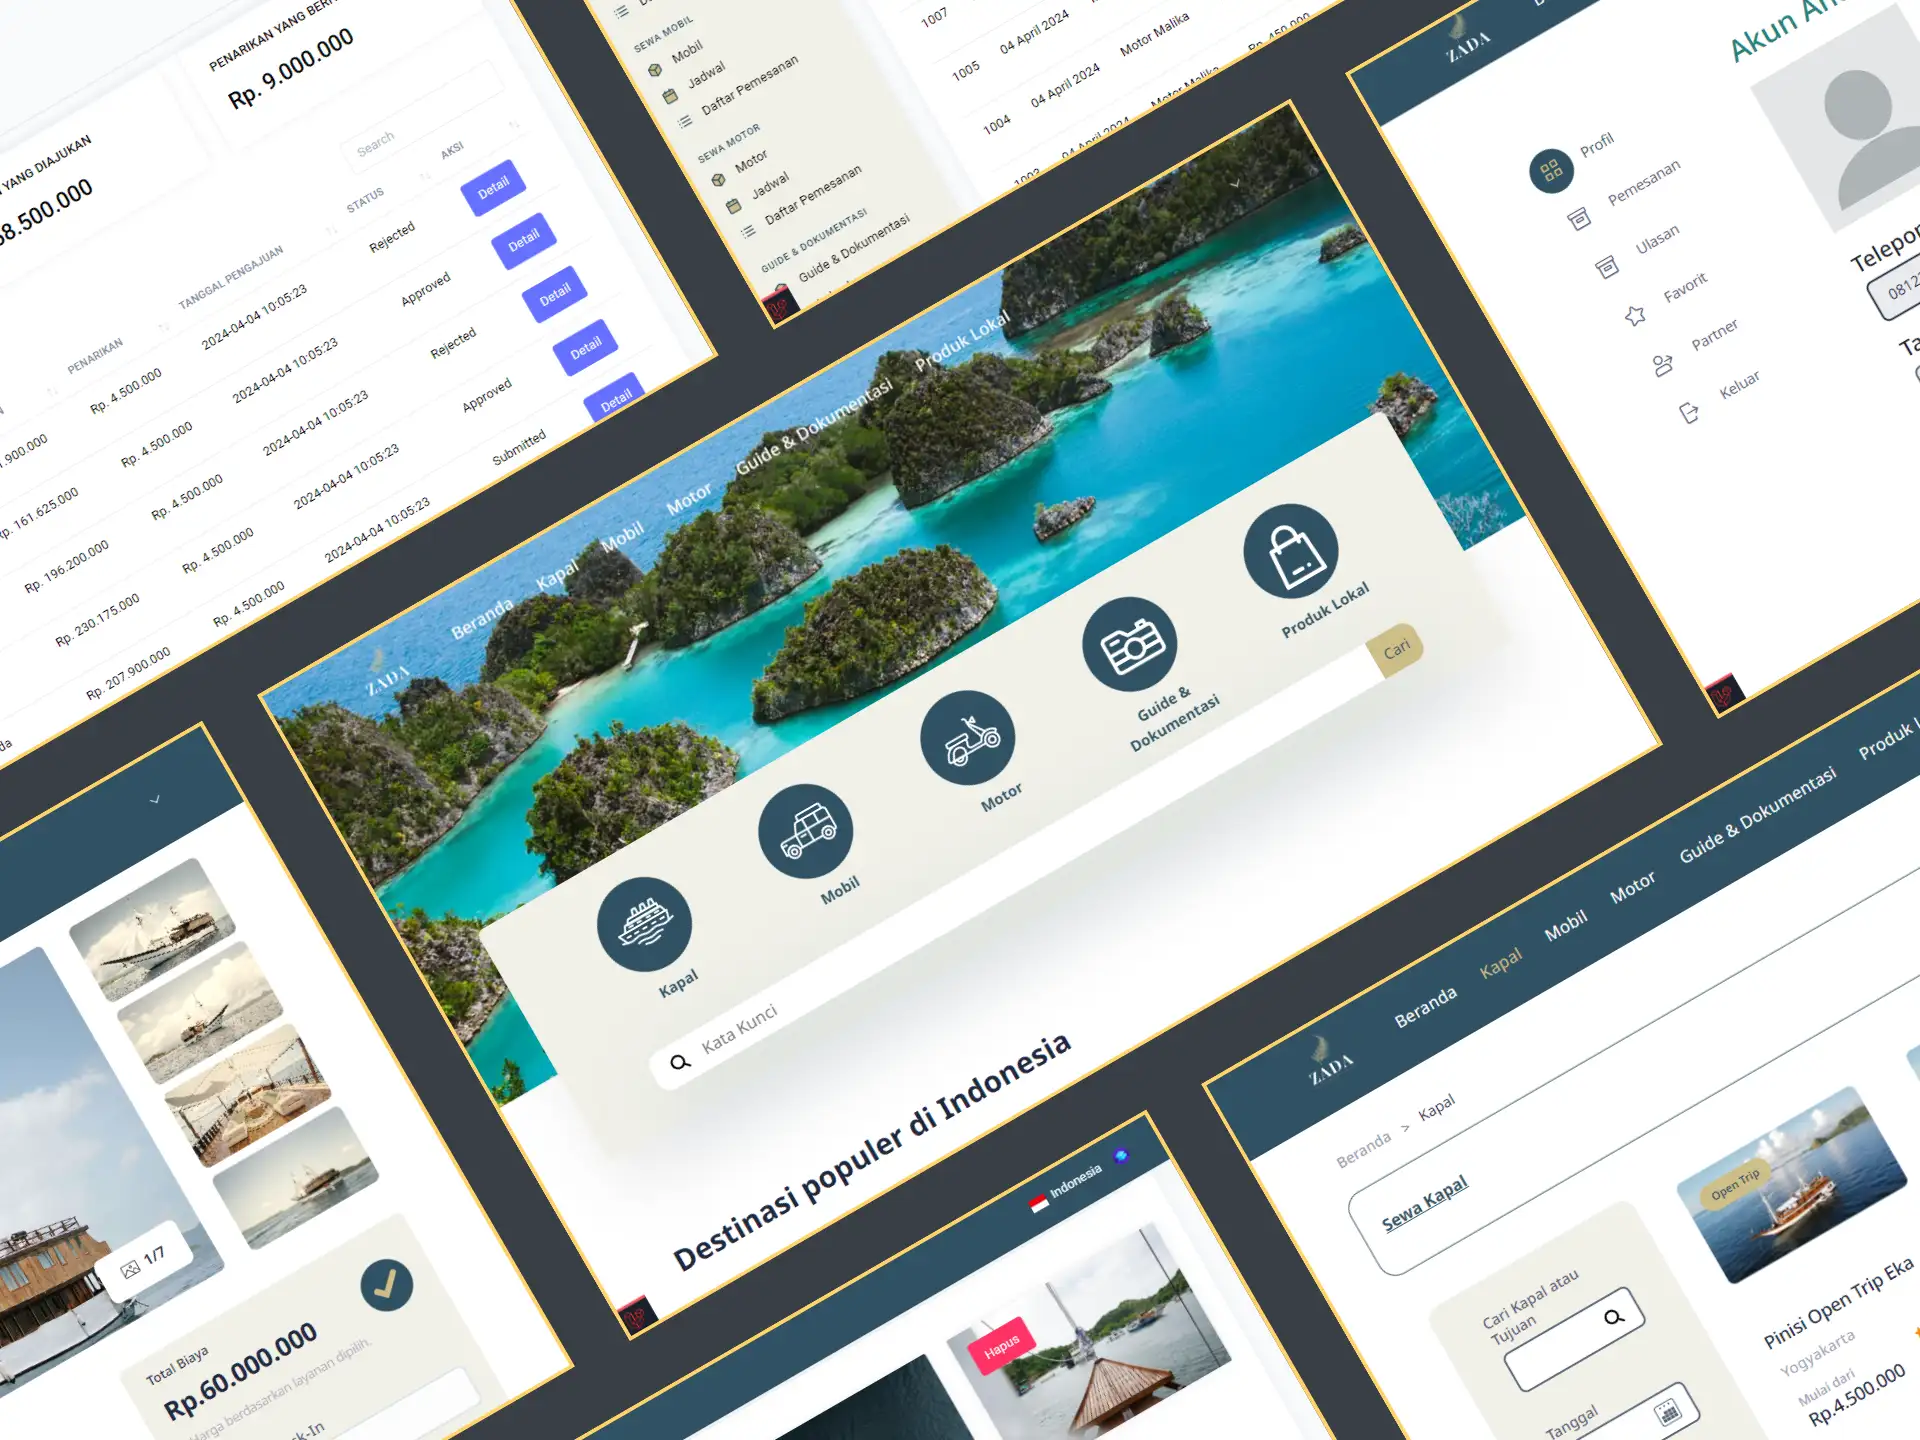 PENARIKAN YANG
Rp. 9.000.000
YANG DIAJUKAN
58.500.000
Search
PENARIKAN
TANGGAL PENGAJUAN
STATUS
AKSI
900.000
Rp. 4.500.000
2024-04-04 10:05:23
Rejected
Detail
Rp. 161.625.000
Rp. 4.500.000
2024-04-04 10:05:23
Approved
Detail
Rp. 196.200.000
Rp. 4.500.000
2024-04-04 10:05:23
Rejected
Detail
Rp. 230.175.000
Rp. 4.500.000
2024-04-04 10:05:23
Approved
Detail
Rp. 207.900.000
Rp. 4.500.000
2024-04-04 10:05:23
Submitted
Detail
SEWA MOBIL
Mobil
Jadwal
Daftar Pemesanan
SEWA MOTOR
Motor
Jadwal
Daftar Pemesanan
GUIDE & DOKUMENTASI
Guide & Dokumentasi
1007
04 April 2024
1005
04 April 2024
Motor Malika
Rp. 450.000
1004
04 April 2024
Motor Malika
1003
04 April 2024
ZADA
Profil
Pemesanan
Ulasan
Favorit
Partner
Keluar
Akun
Telepon
0812
ZADA
Beranda
Kapal
Mobil
Motor
Guide & Dokumentasi
Produk Lokal
Kapal
Mobil
Motor
Guide &
Dokumentasi
Produk Lokal
Kata Kunci
Cari
Destinasi populer di Indonesia
1/7
Total Biaya
Rp.60.000.000
Harga berdasarkan layanan dipilih.
Indonesia
Hapus
ZADA
Beranda
Kapal
Mobil
Motor
Guide & Dokumentasi
Produk
Beranda > Kapal
Sewa Kapal
Cari Kapal atau
Tujuan
Tanggal
Open Trip
Pinisi Open Trip Eka
Yogyakarta
Mulai dari
Rp.4.500.000